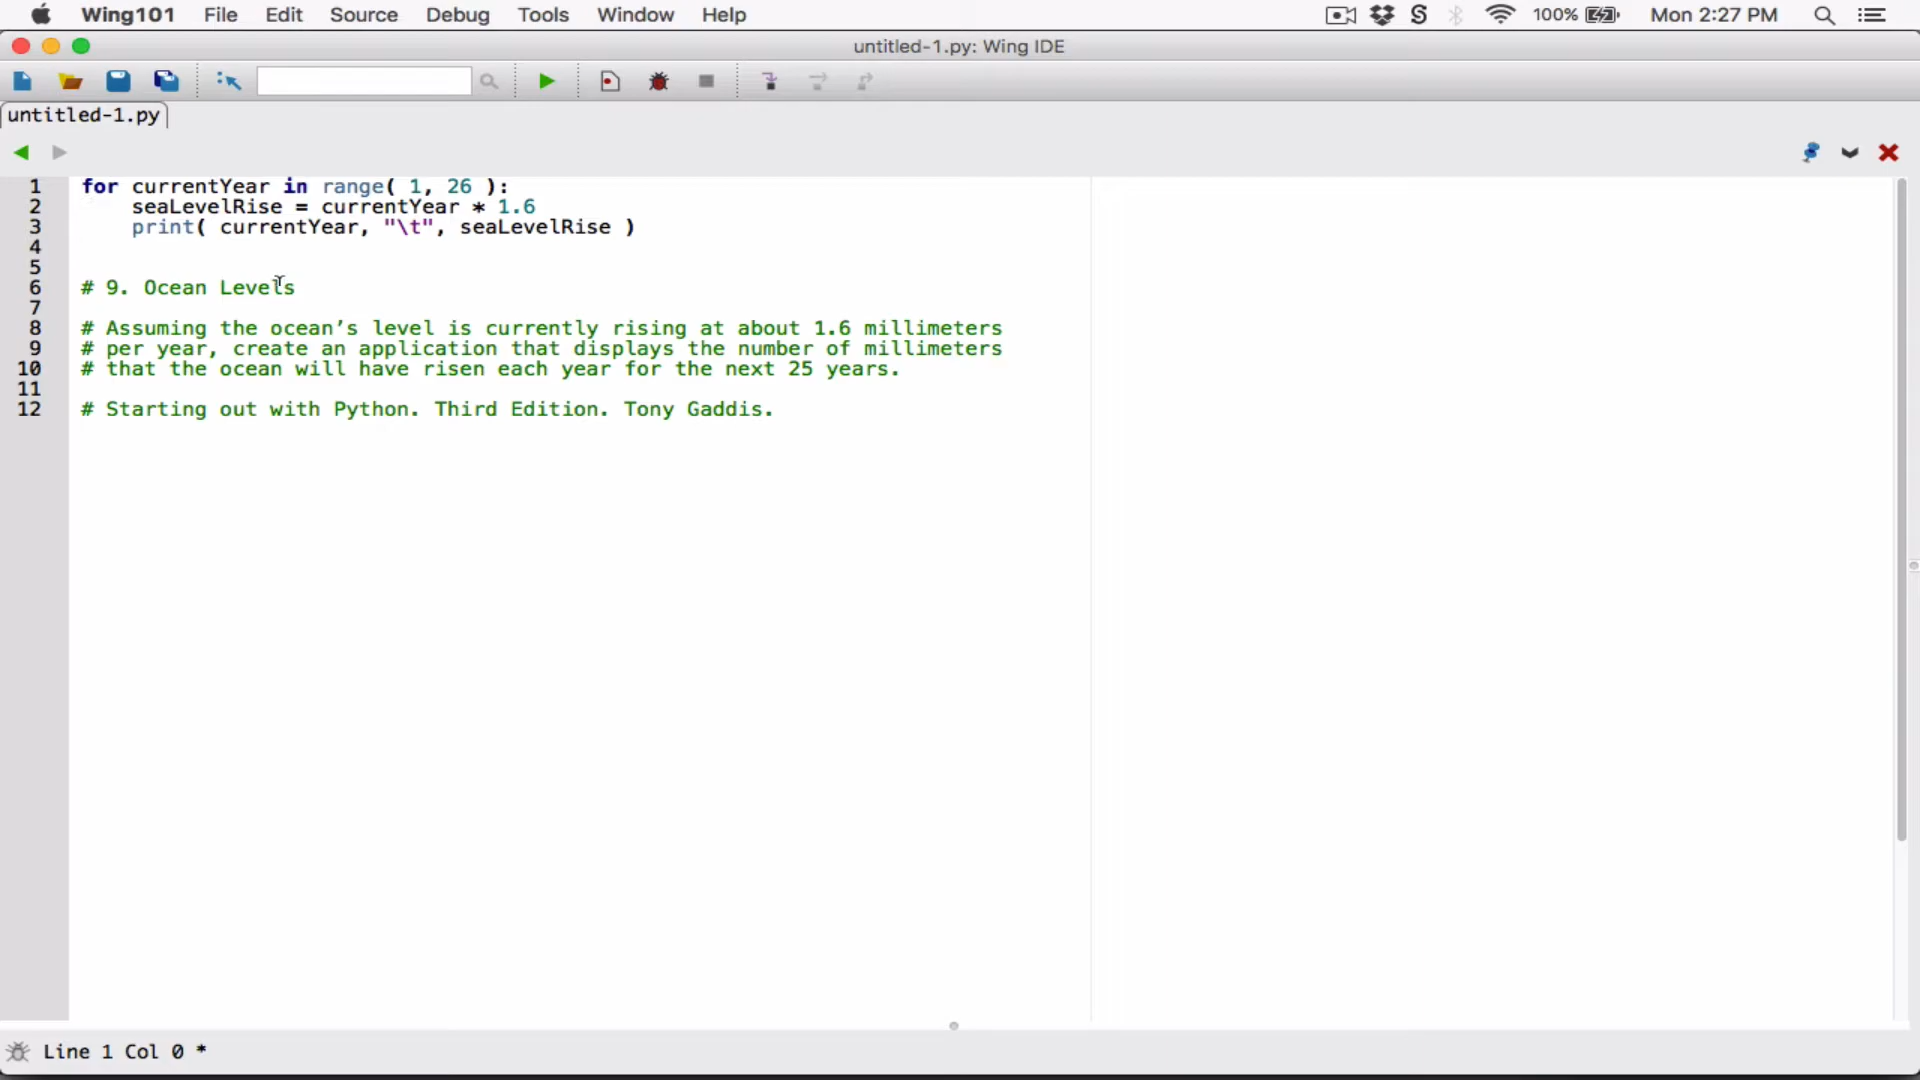 Wing101 File Edit Source Debug Tools Window Help 100% Mon 2:27 PM
untitled-1.py: Wing IDE
untitled-1.py
1 for currentYear in range( 1, 26 ):
2     seaLevelRise = currentYear * 1.6
3     print( currentYear, "\t", seaLevelRise )
4
5
6 # 9. Ocean Levels
7
8 # Assuming the ocean’s level is currently rising at about 1.6 millimeters
9 # per year, create an application that displays the number of millimeters
10 # that the ocean will have risen each year for the next 25 years.
11
12 # Starting out with Python. Third Edition. Tony Gaddis.
Line 1 Col 0 *